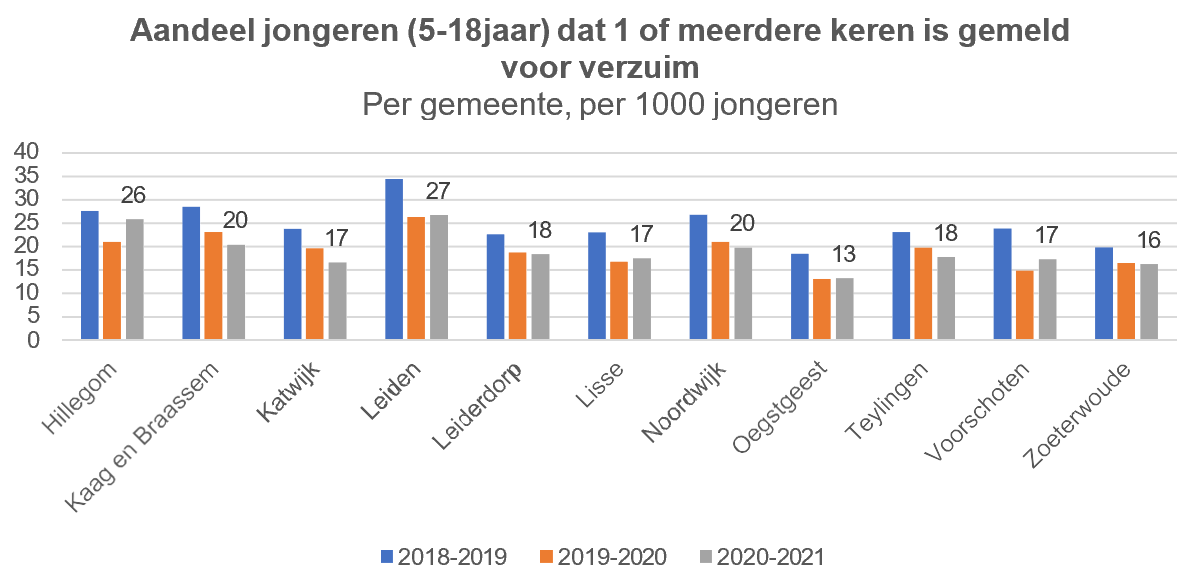 Aandeel jongeren (5-18jaar) dat 1 of meerdere keren is gemeld
voor verzuim
Per gemeente, per 1000 jongeren
40
35
30
25
20
15
10
5
0
26
20
17
27
18
17
20
13
18
17
16
Hillegom
Kaag en Braassem
Katwijk
Leiden
Leiderdorp
Lisse
Noordwijk
Oegstgeest
Teylingen
Voorschoten
Zoeterwoude
2018-2019 2019-2020 2020-2021